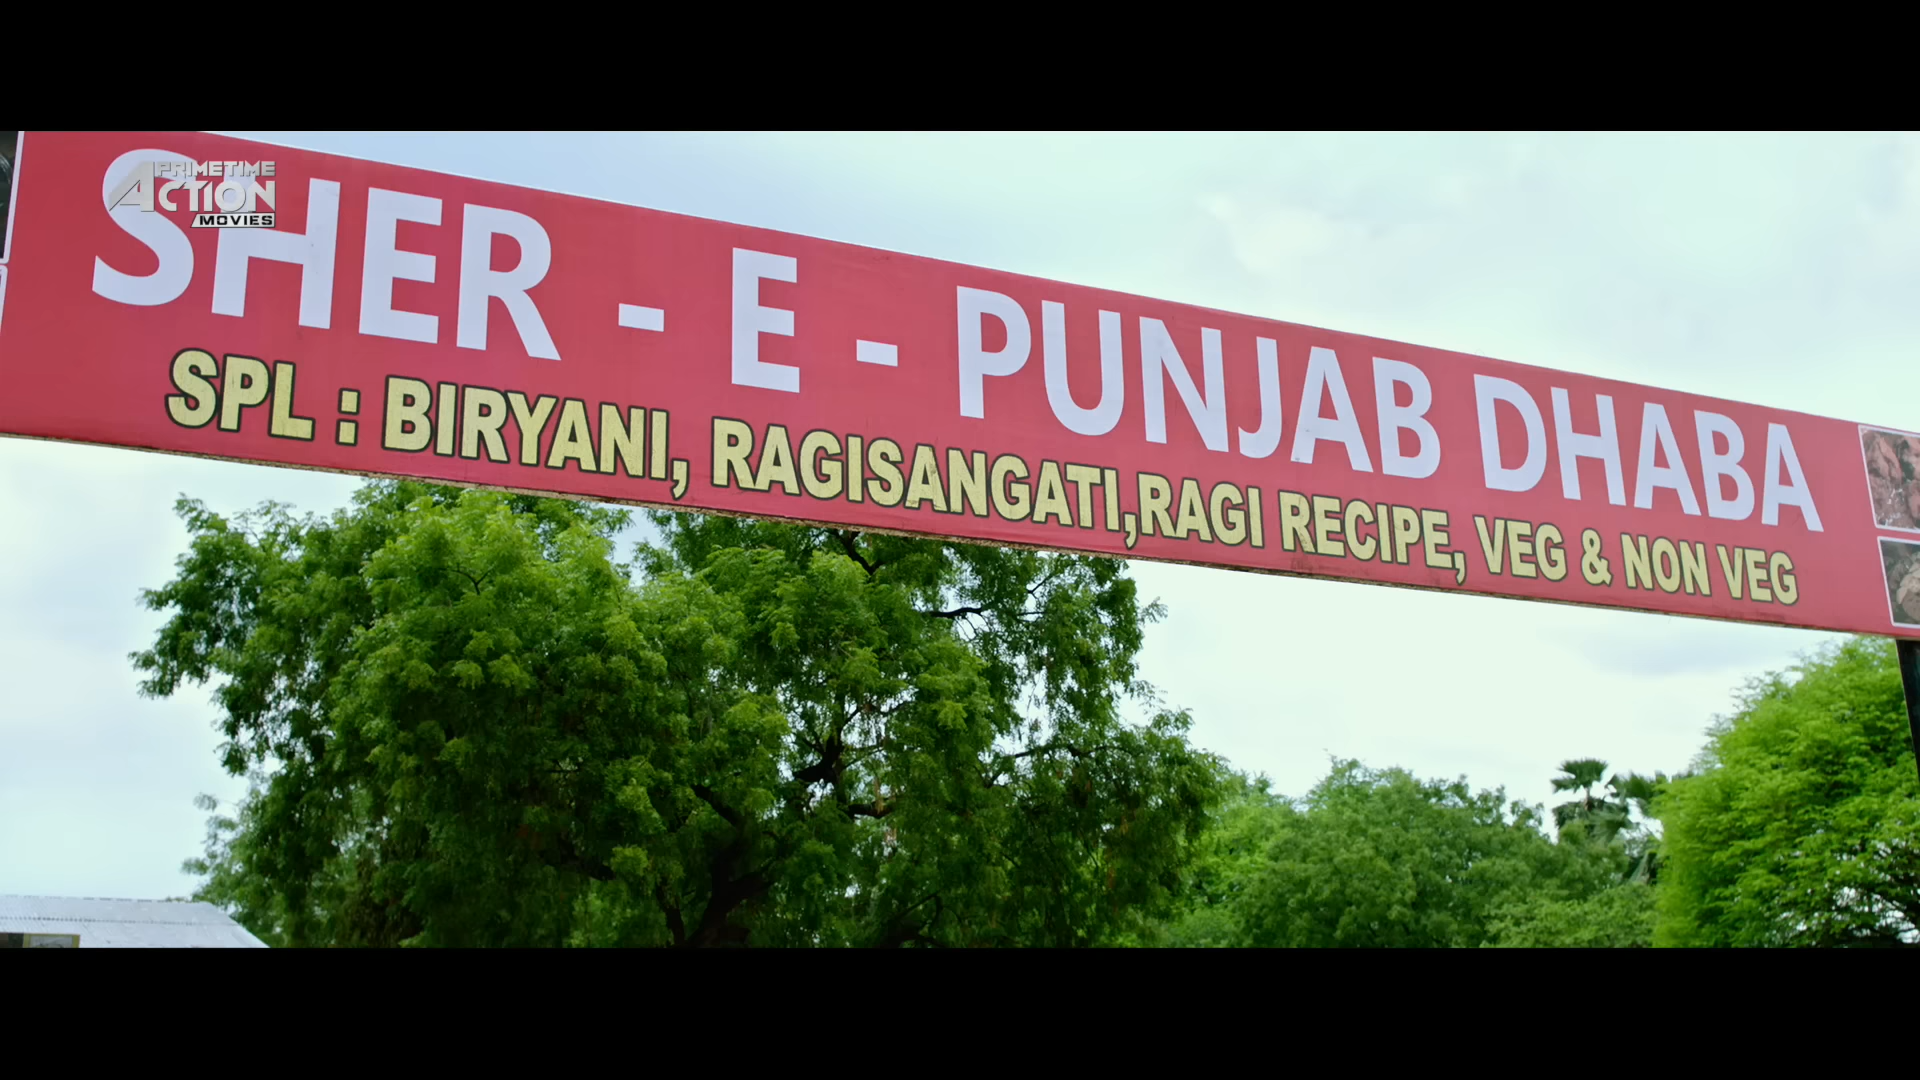 PRIMETIME
ACTION
MOVIES
SHER - E - PUNJAB DHABA
SPL : BIRYANI, RAGISANGATI,RAGI RECIPE, VEG & NON VEG